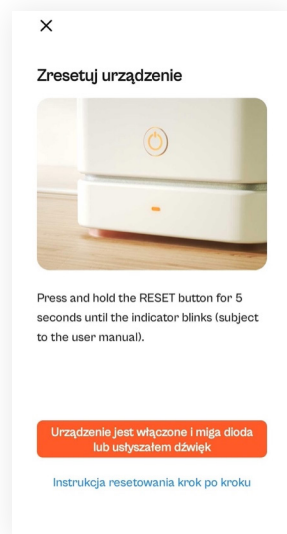 Zresetuj urządzenie
Press and hold the RESET button for 5
seconds until the indicator blinks (subject
to the user manual).
Urządzenie jest włączone i miga dioda
lub usłyszałem dźwięk
Instrukcja resetowania krok po kroku